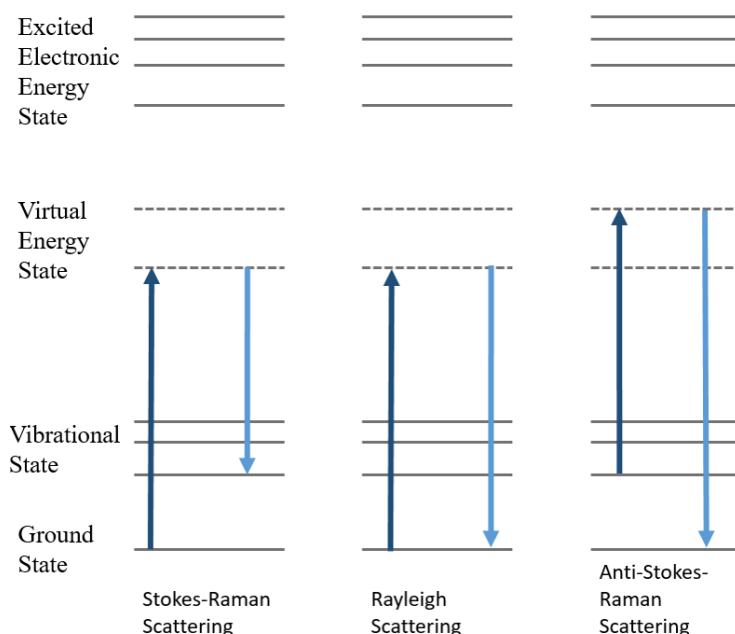 Excited
Electronic
Energy
State
Virtual
Energy
State
Vibrational
State
Ground
State
Stokes-Raman
Scattering
Rayleigh
Scattering
Anti-Stokes-
Raman
Scattering